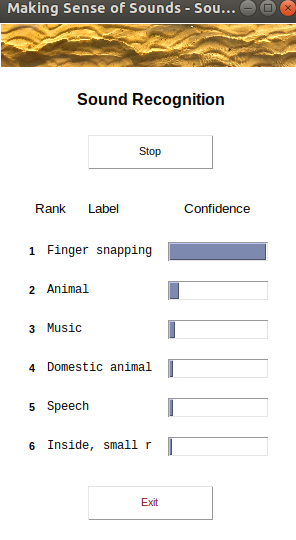 Making Sense of Sounds - Sou...
Sound Recognition
Stop
Rank Label Confidence
1 Finger snapping
2 Animal
3 Music
4 Domestic animal
5 Speech
6 Inside, small r
Exit